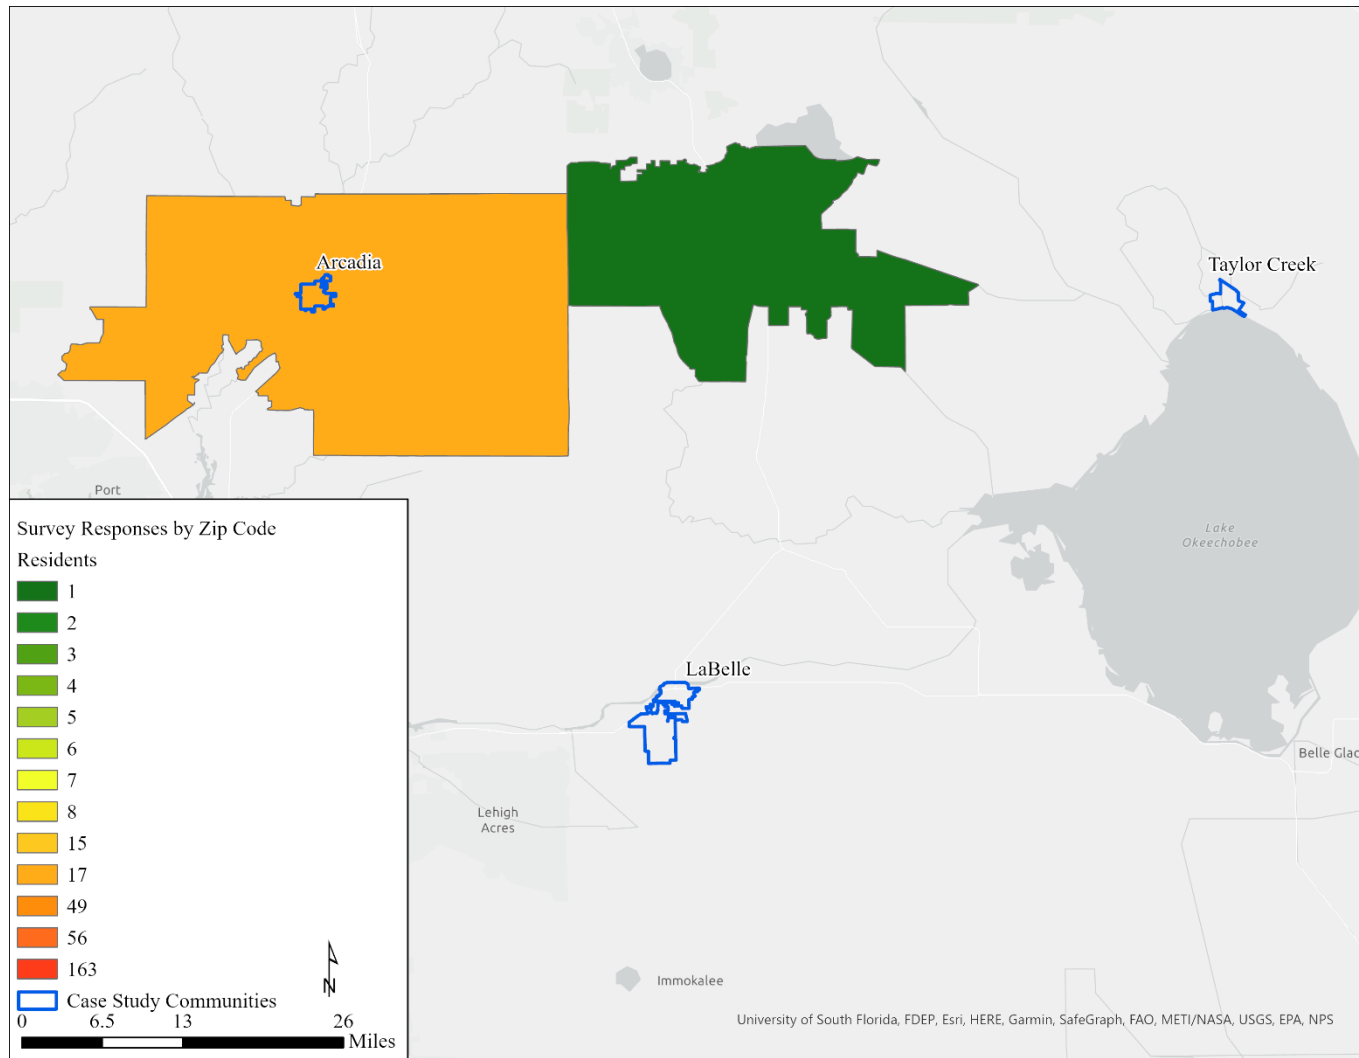 Arcadia
Taylor Creek
Port
Lake
Okeechobee
LaBelle
Belle Glac
Lehigh
Acres
Immokalee
Survey Responses by Zip Code
Residents
1
2
3
4
5
6
7
8
15
17
49
56
163
Case Study Communities
N
0 6.5 13 26
Miles
University of South Florida, FDEP, Esri, HERE, Garmin, SafeGraph, FAO, METI/NASA, USGS, EPA, NPS